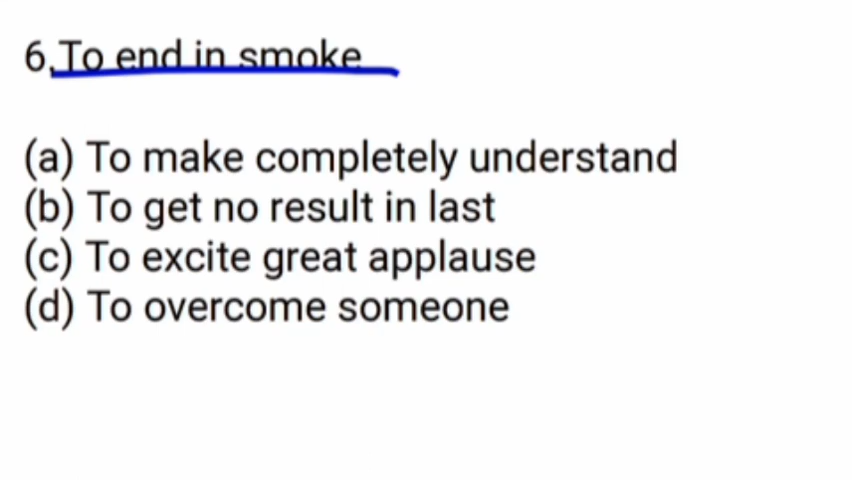 6.To end in smoke
(a) To make completely understand
(b) To get no result in last
(c) To excite great applause
(d) To overcome someone